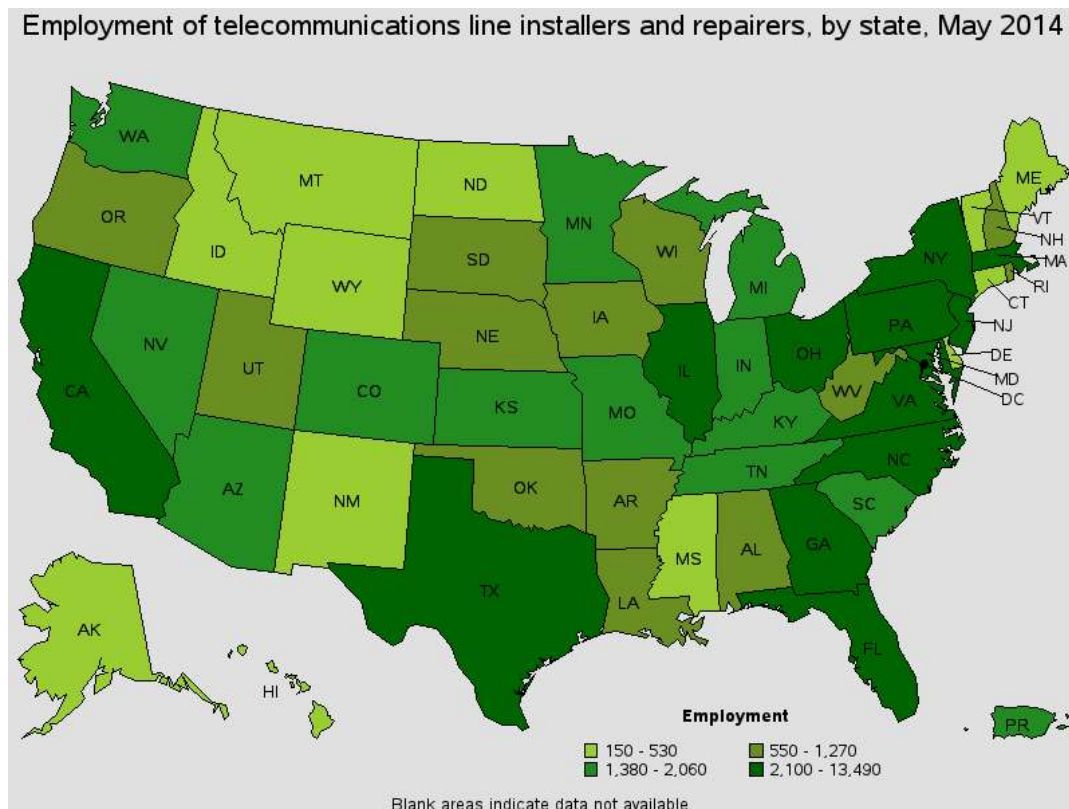 Employment of telecommunications line installers and repairers, by state, May 2014
WA
MT
ND
ME
OR
MN
VT
ID
WI
NH
SD
NY
MA
WY
MI
RI
CT
IA
PA
NJ
NE
NV
OH
DE
UT
IL
IN
MD
CA
CO
WV
VA
DC
KS
MO
KY
NC
TN
AZ
OK
NM
AR
SC
MS
AL
GA
TX
LA
AK
FL
HI
PR
Employment
150 - 530
550 - 1,270
1,380 - 2,060
2,100 - 13,490
Blank areas indicate data not available